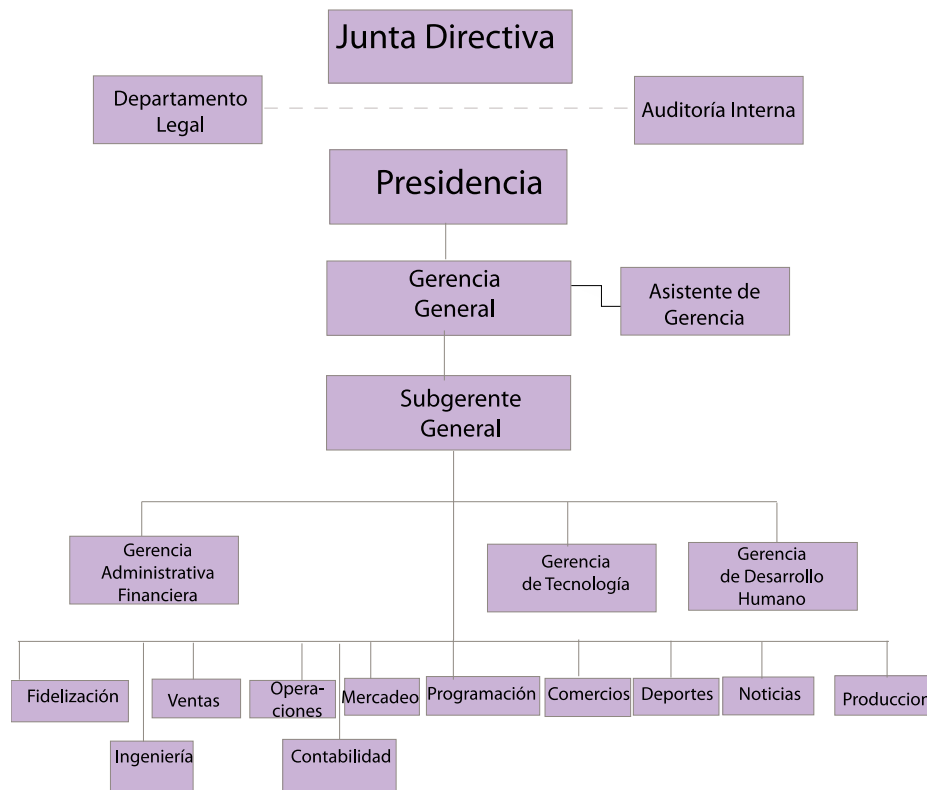 Junta Directiva
Departamento
Legal
Auditoría Interna
Presidencia
Gerencia
General
Asistente de
Gerencia
Subgerente
General
Gerencia
Administrativa
Financiera
Gerencia
de Tecnología
Gerencia
de Desarrollo
Humano
Fidelización
Ventas
Opera-
ciones
Mercadeo
Programación
Comercios
Deportes
Noticias
Produccion
Ingeniería
Contabilidad